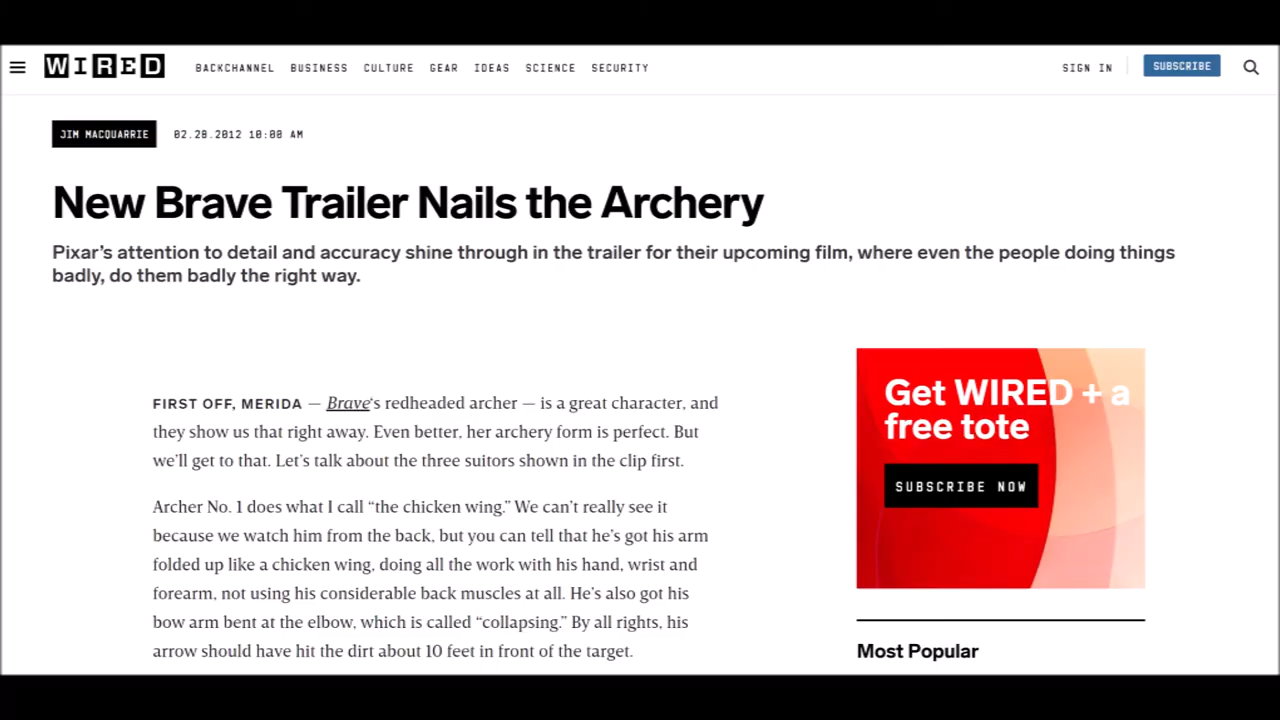 WIRED
BACKCHANNEL BUSINESS CULTURE GEAR IDEAS SCIENCE SECURITY
SIGN IN
SUBSCRIBE
JIM MACQUARRIE
02.28.2012 10:00 AM
New Brave Trailer Nails the Archery
Pixar’s attention to detail and accuracy shine through in the trailer for their upcoming film, where even the people doing things
badly, do them badly the right way.
FIRST OFF, MERIDA — Brave‘s redheaded archer — is a great character, and
they show us that right away. Even better, her archery form is perfect. But
we’ll get to that. Let’s talk about the three suitors shown in the clip first.
Archer No. 1 does what I call “the chicken wing.” We can’t really see it
because we watch him from the back, but you can tell that he’s got his arm
folded up like a chicken wing, doing all the work with his hand, wrist and
forearm, not using his considerable back muscles at all. He’s also got his
bow arm bent at the elbow, which is called “collapsing.” By all rights, his
arrow should have hit the dirt about 10 feet in front of the target.
Get WIRED + a
free tote
SUBSCRIBE NOW
Most Popular